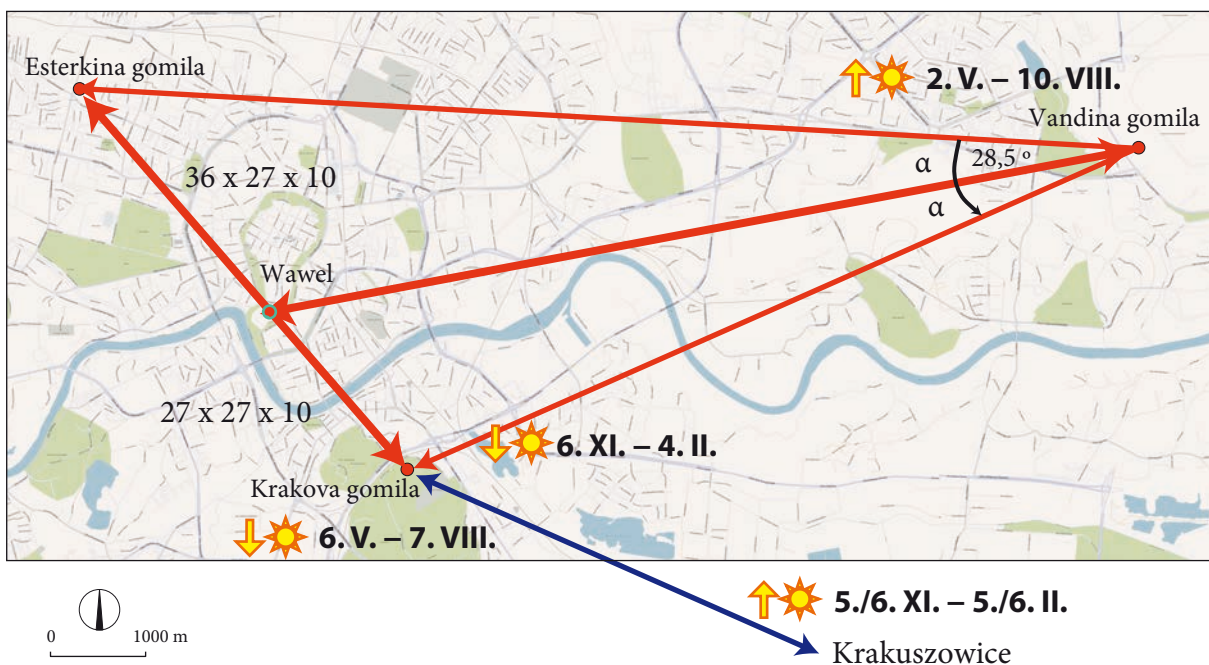 Esterkina gomila
2. V. – 10. VIII.
Vandina gomila
α
28,5 º
α
36 x 27 x 10
Wawel
27 x 27 x 10
6. XI. – 4. II.
Krakova gomila
6. V. – 7. VIII.
5./6. XI. – 5./6. II.
Krakuszowice
0 1000 m